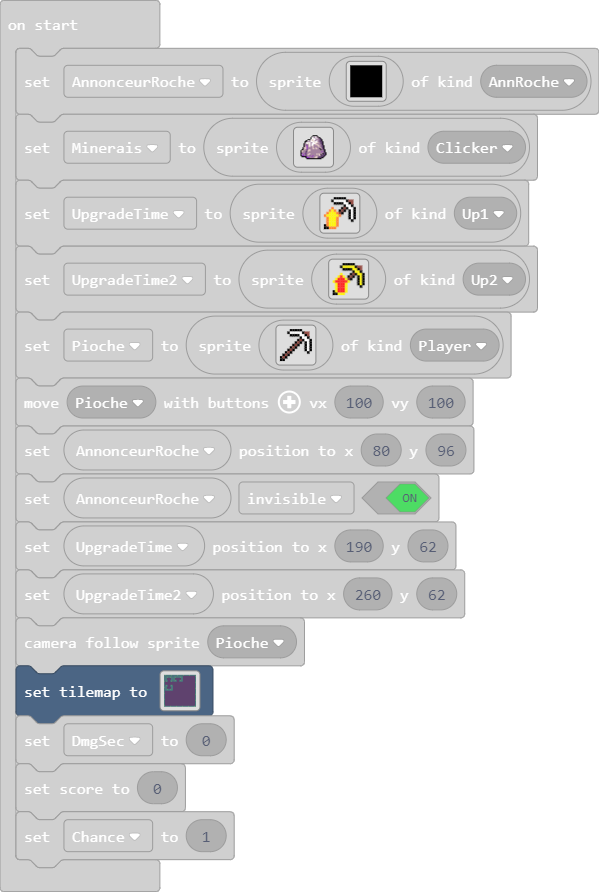 on start
set AnnonceurRoche to sprite of kind AnnRoche
set Minerais to sprite of kind Clicker
set UpgradeTime to sprite of kind Up1
set UpgradeTime2 to sprite of kind Up2
set Pioche to sprite of kind Player
move Pioche with buttons vx 100 vy 100
set AnnonceurRoche position to x 80 y 96
set AnnonceurRoche invisible ON
set UpgradeTime position to x 190 y 62
set UpgradeTime2 position to x 260 y 62
camera follow sprite Pioche
set tilemap to
set DmgSec to 0
set score to 0
set Chance to 1